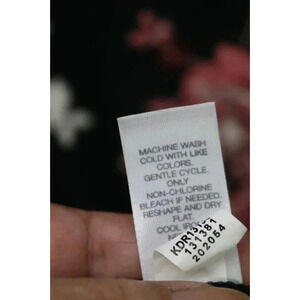 MACHINE WASH
COLD WITH LIKE
COLORS.
GENTLE CYCLE.
ONLY
NON-CHLORINE
BLEACH IF NEEDED.
RESHAPE AND DRY
FLAT.
COOL IRON
131381
202054